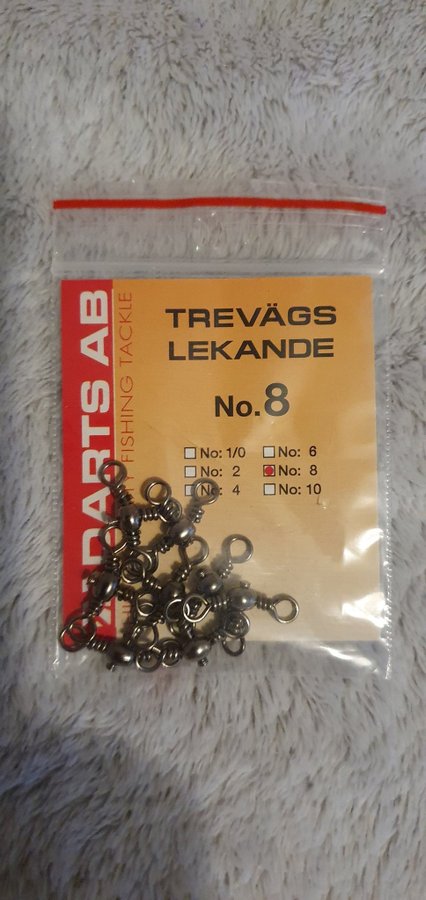 TREVÄGS
LEKANDE
No.8
No: 1/0
No: 6
No: 2
No: 8
No: 4
No: 10
DARTS AB
FISHING TACKLE